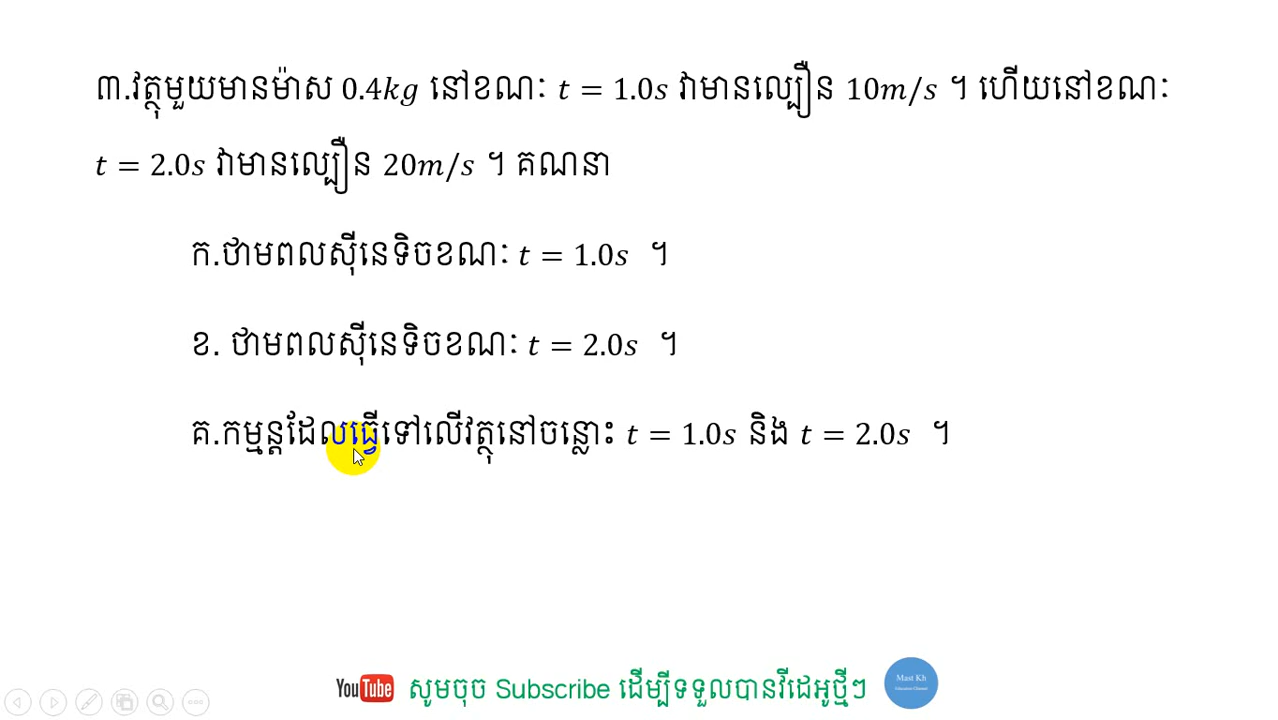 ៣.វត្ថុមួយមានម៉ាស 0.4kg នៅខណៈ t = 1.0s វាមានល្បឿន 10m/s ។ ហើយនៅខណៈ
t = 2.0s វាមានល្បឿន 20m/s ។ គណនា
ក.ថាមពលស៊ីនេទិចខណៈ t = 1.0s ។
ខ. ថាមពលស៊ីនេទិចខណៈ t = 2.0s ។
គ.កម្មន្តដែលធ្វើទៅលើវត្ថុនៅចន្លោះ t = 1.0s និង t = 2.0s ។
YouTube សូមចុច Subscribe ដើម្បីទទួលបានវីដេអូថ្មីៗ
Mast Kh
Education Channel